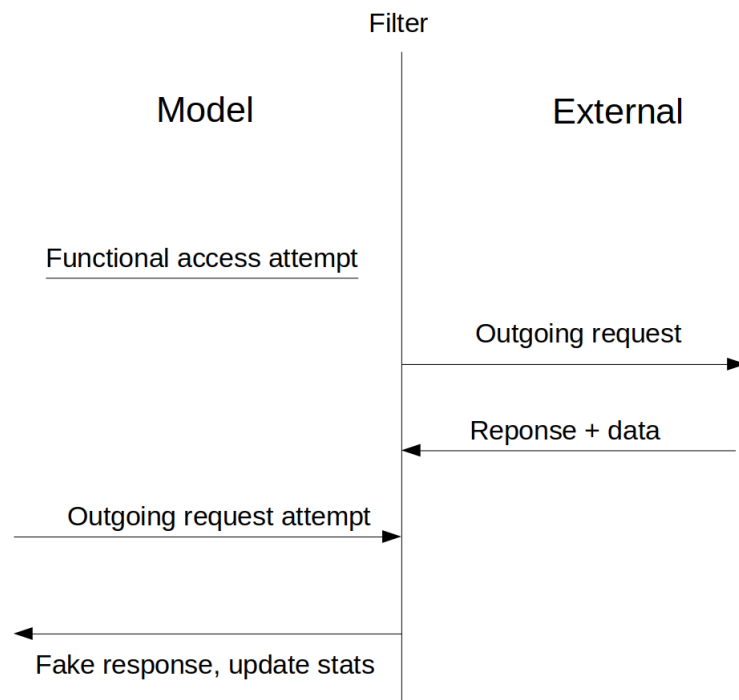 Filter
Model
External
Functional access attempt
Outgoing request
Reponse + data
Outgoing request attempt
Fake response, update stats